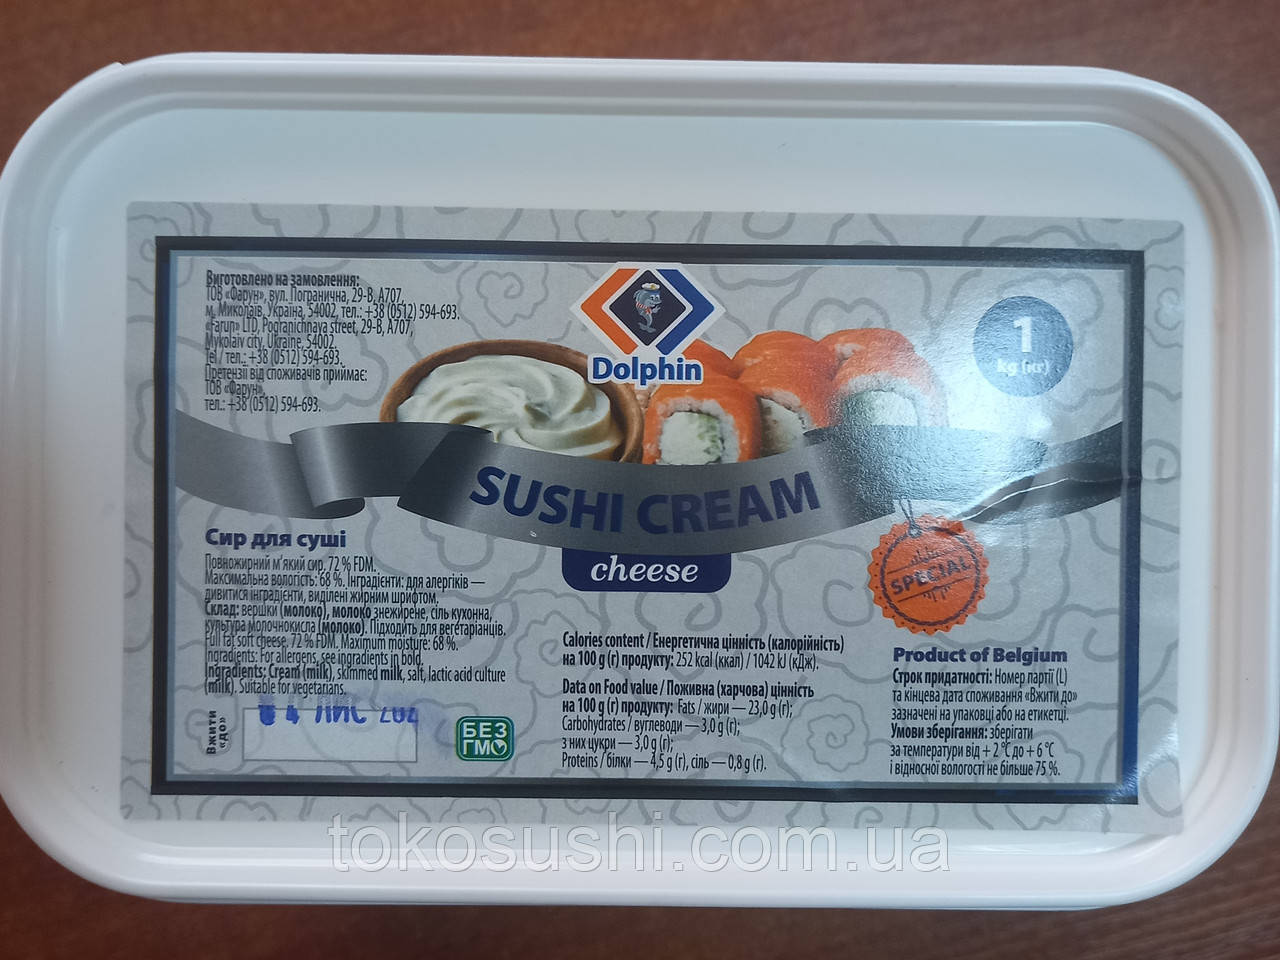 Виготовлено на замовлення:
ТОВ «Фарун», вул. Погранична, 29-В, А707,
м. Миколаїв, Україна, 54002, тел.: +38 (0512) 594-693.
«Farun» LTD, Pogranichnaya street, 29-B, A707,
Mykolaiv city, Ukraine, 54002,
Tel / тел.: +38 (0512) 594-693,
Претензії від споживачів приймає:
ТОВ «Фарун»,
тел.: +38 (0512) 594-693.
Dolphin
1
kg (кг)
SUSHI CREAM
cheese
SPECIAL
Сир для суші
Повножирний м'який сир, 72 % FDM.
Максимальна вологість: 68 %. Інградієнти: для алергіків —
дивитися інградієнти, виділені жирним шрифтом,
Склад: вершки (молоко), молоко знежирене, сіль кухонна,
культура молочнокисла (молоко). Підходить для вегетаріанців.
Full fat soft cheese. 72 % FDM. Maximum moisture: 68 %.
Ingradients: For allergens, see ingradients in bold.
Ingradients: Cream (milk), skimmed milk, salt, lactic acid culture
(milk). Suitable for vegetarians.
Вжити
«до»
4 ЛИС 202
БЕЗ
ГМО
Calories content / Енергетична цінність (калорійність)
на 100 g (г) продукту: 252 kcal (ккал) / 1042 kJ (кДж).
Data on Food value / Поживна (харчова) цінність
на 100 g (г) продукту: Fats / жири — 23,0 g (г);
Carbohydrates / вуглеводи — 3,0 g (г);
з них цукри — 3,0 g (г);
Proteins / білки — 4,5 g (г), сіль — 0,8 g (г).
Product of Belgium
Строк придатності: Номер партії (L)
та кінцева дата споживання «Вжити до»
зазначені на упаковці або на етикетці.
Умови зберігання: зберігати
за температури від + 2 °С до + 6 °С
і відносної вологості не більше 75 %.
tokosushi.com.ua